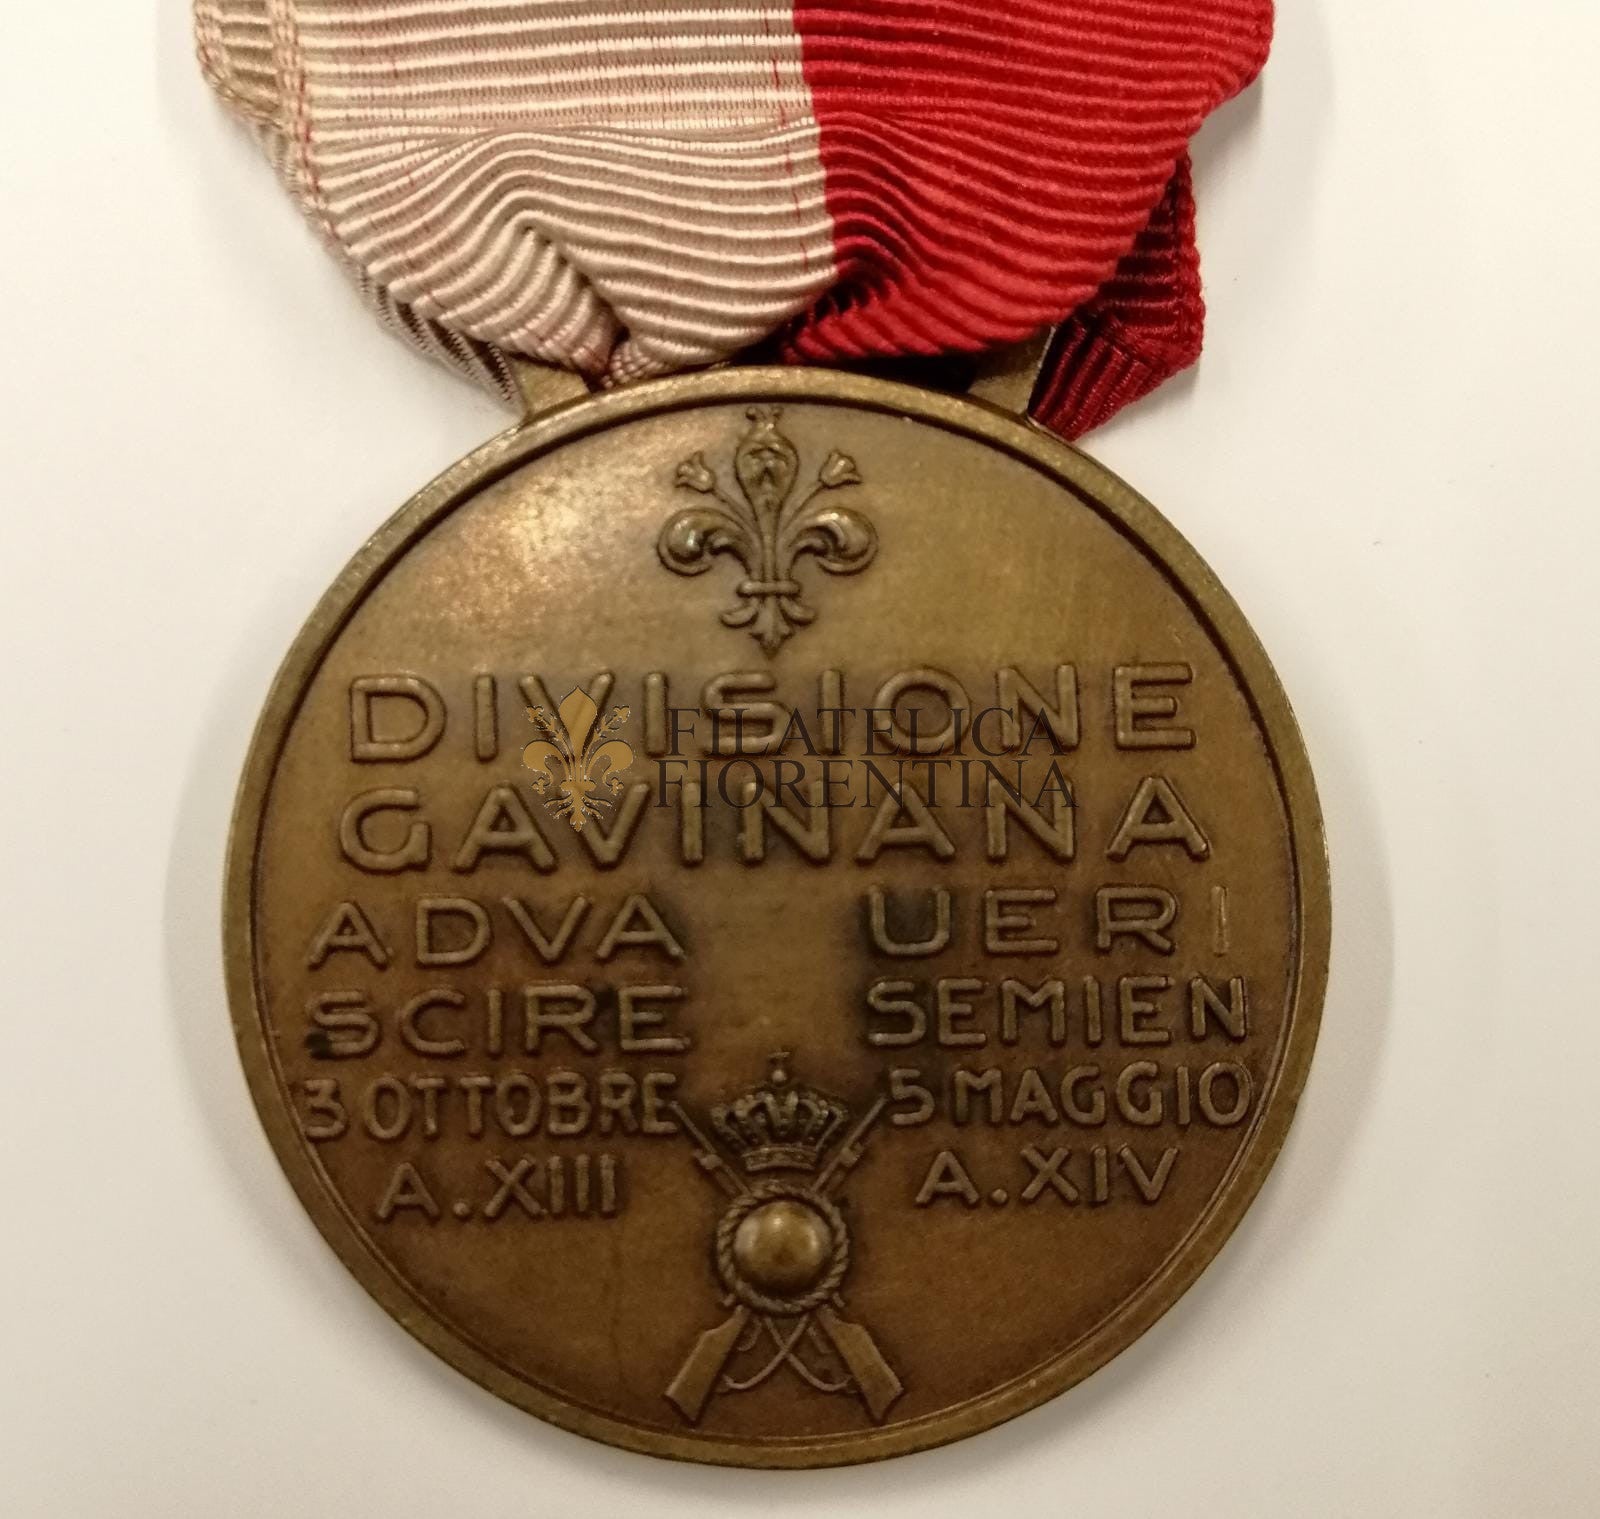 DIVISIONE
FILATELICA
FIORENTINA
GAVINANA
ADVA UERI
SCIRE SEMIEN
3 OTTOBRE 5 MAGGIO
A.XIII A.XIV